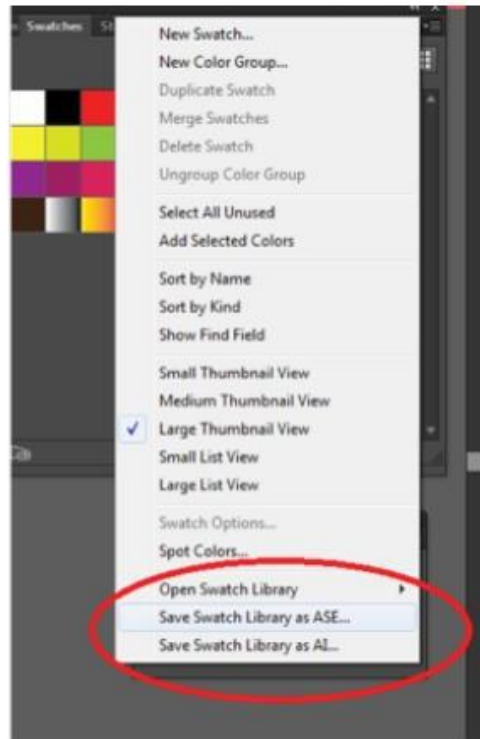 Swatches
New Swatch...
New Color Group...
Duplicate Swatch
Merge Swatches
Delete Swatch
Ungroup Color Group
Select All Unused
Add Selected Colors
Sort by Name
Sort by Kind
Show Find Field
Small Thumbnail View
Medium Thumbnail View
Large Thumbnail View
Small List View
Large List View
Swatch Options...
Spot Colors...
Open Swatch Library
Save Swatch Library as ASE...
Save Swatch Library as AI...